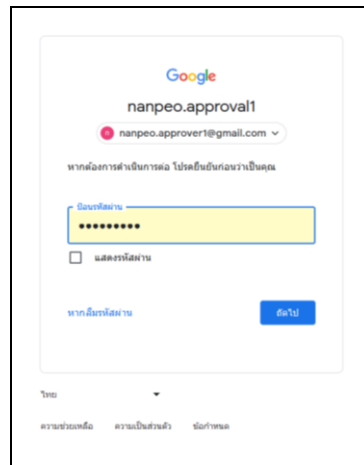 Google
nanpeo.approval1
nanpeo.approver1@gmail.com
หากต้องการดำเนินการต่อ โปรดยืนยันก่อนว่าเป็นคุณ
ป้อนรหัสผ่าน
•••••••••
แสดงรหัสผ่าน
หากลืมรหัสผ่าน
ถัดไป
ไทย
ความช่วยเหลือ ความเป็นส่วนตัว ข้อกำหนด